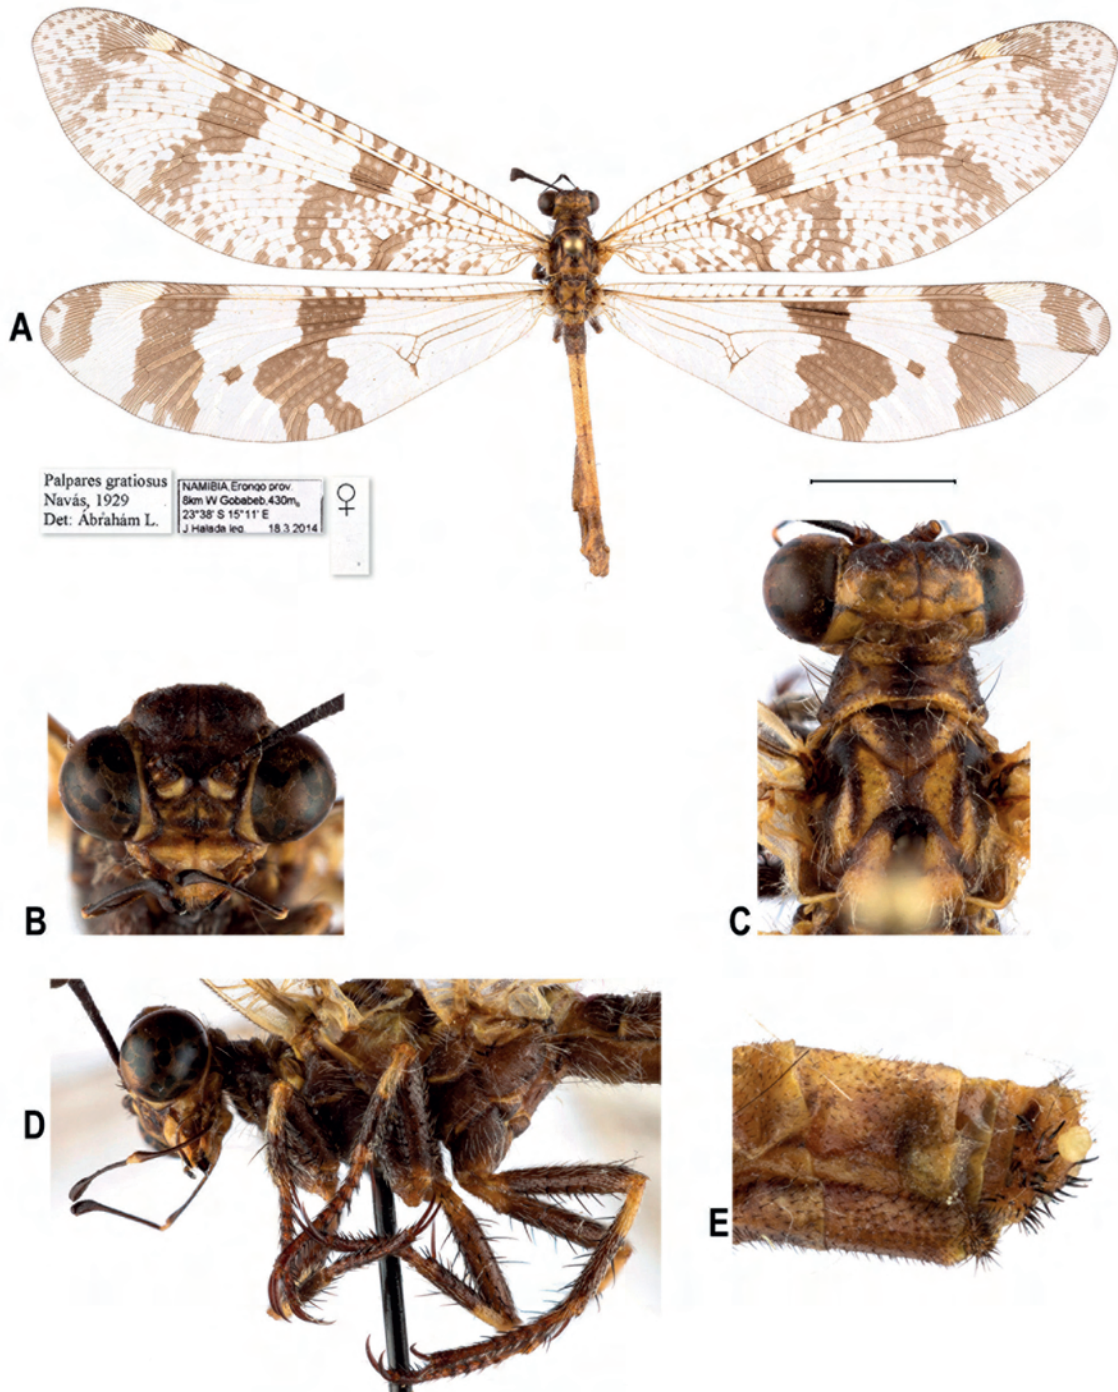 A
Palpares gratiosus
Navás, 1929
Det: Ábrahám L.
NAMIBIA, Erongo prov.
8km W Gobabeb, 430m,
23°38' S 15°11' E
J Halada leg. 18.3.2014
♀
B
C
D
E